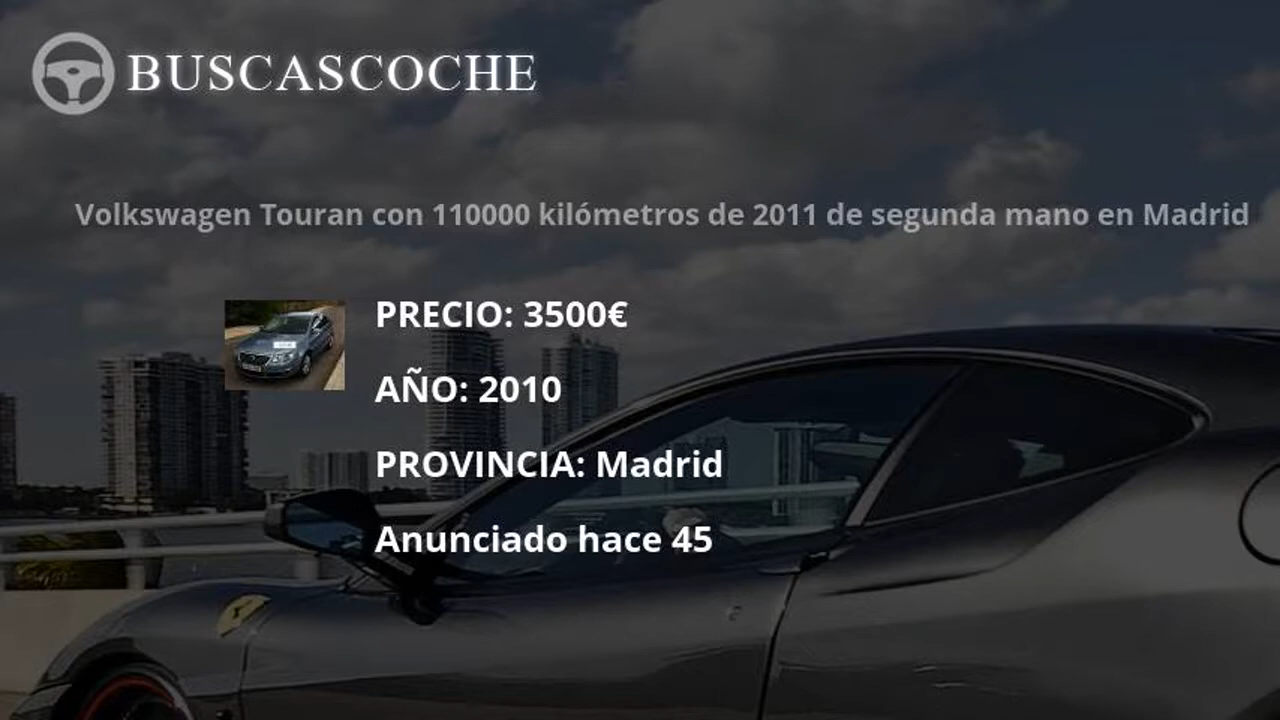 BUSCASCOCHE
Volkswagen Touran con 110000 kilómetros de 2011 de segunda mano en Madrid
PRECIO: 3500€
AÑO: 2010
PROVINCIA: Madrid
Anunciado hace 45